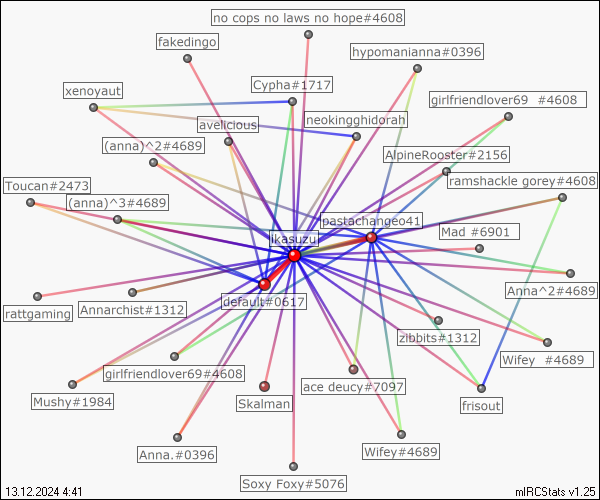 no cops no laws no hope#4608
fakedingo
hypomanianna#0396
xenoyaut
Cypha#1717
girlfriendlover69 #4608
avelicious
neokingghidorah
(anna)^2#4689
AlpineRooster#2156
Toucan#2473
ramshackle gorey#4608
(anna)^3#4689
pastachangeo41
ikasuzu
Mad #6901
default#0617
Anna^2#4689
rattgaming
Annarchist#1312
zibbits#1312
Wifey #4689
girlfriendlover69#4608
ace deucy#7097
Mushy#1984
Skalman
frisout
Anna.#0396
Wifey#4689
Soxy Foxy#5076
13.12.2024 4:41
mIRCStats v1.25